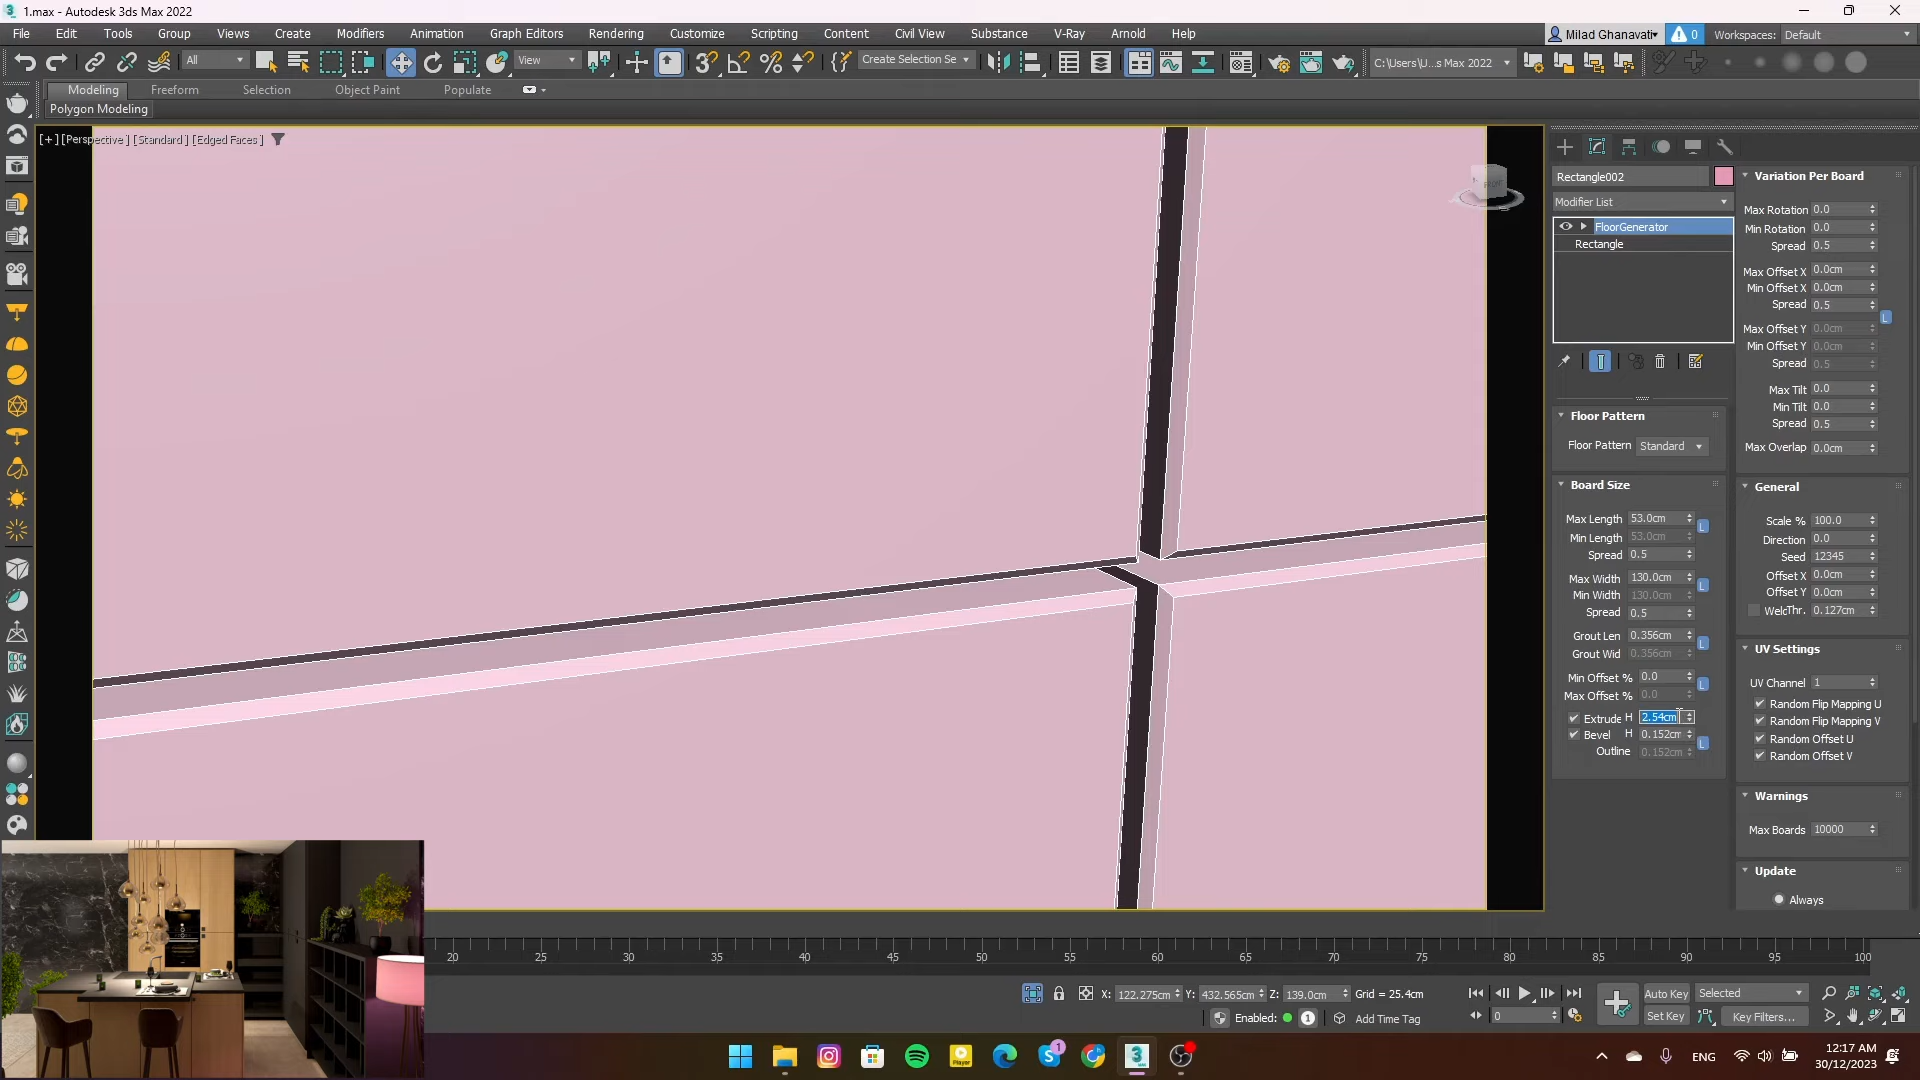 1.max - Autodesk 3ds Max 2022
File Edit Tools Group Views Create Modifiers Animation Graph Editors Rendering Customize Scripting Content Civil View Substance V-Ray Arnold Help
Milad Ghanavati 0 Workspaces: Default
All View Create Selection Se C:\Users\U...s Max 2022
Modeling Freeform Selection Object Paint Populate
Polygon Modeling
[+] [Perspective ] [Standard ] [Edged Faces ]
FRONT
Rectangle002
Modifier List
FloorGenerator
Rectangle
Floor Pattern
Floor Pattern Standard
Board Size
Max Length 53.0cm L
Min Length 53.0cm
Spread 0.5
Max Width 130.0cm L
Min Width 130.0cm
Spread 0.5
Grout Len 0.356cm L
Grout Wid 0.356cm
Min Offset % 0.0 L
Max Offset % 0.0
Extrude H 2.54cm
Bevel H 0.152cm L
Outline 0.152cm
Variation Per Board
Max Rotation 0.0
Min Rotation 0.0
Spread 0.5
Max Offset X 0.0cm
Min Offset X 0.0cm
Spread 0.5 L
Max Offset Y 0.0cm
Min Offset Y 0.0cm
Spread 0.5
Max Tilt 0.0
Min Tilt 0.0
Spread 0.5
Max Overlap 0.0cm
General
Scale % 100.0
Direction 0.0
Seed 12345
Offset X 0.0cm
Offset Y 0.0cm
WeldThr. 0.127cm
UV Settings
UV Channel 1
Random Flip Mapping U
Random Flip Mapping V
Random Offset U
Random Offset V
Warnings
Max Boards 10000
Update
Always
20 25 30 35 40 45 50 55 60 65 70 75 80 85 90 95 100
X: 122.275cm Y: 432.565cm Z: 139.0cm Grid = 25.4cm Auto Key Selected
Enabled: 1 Add Time Tag 0 Set Key Key Filters...
Player 1 ENG 12:17 AM
30/12/2023